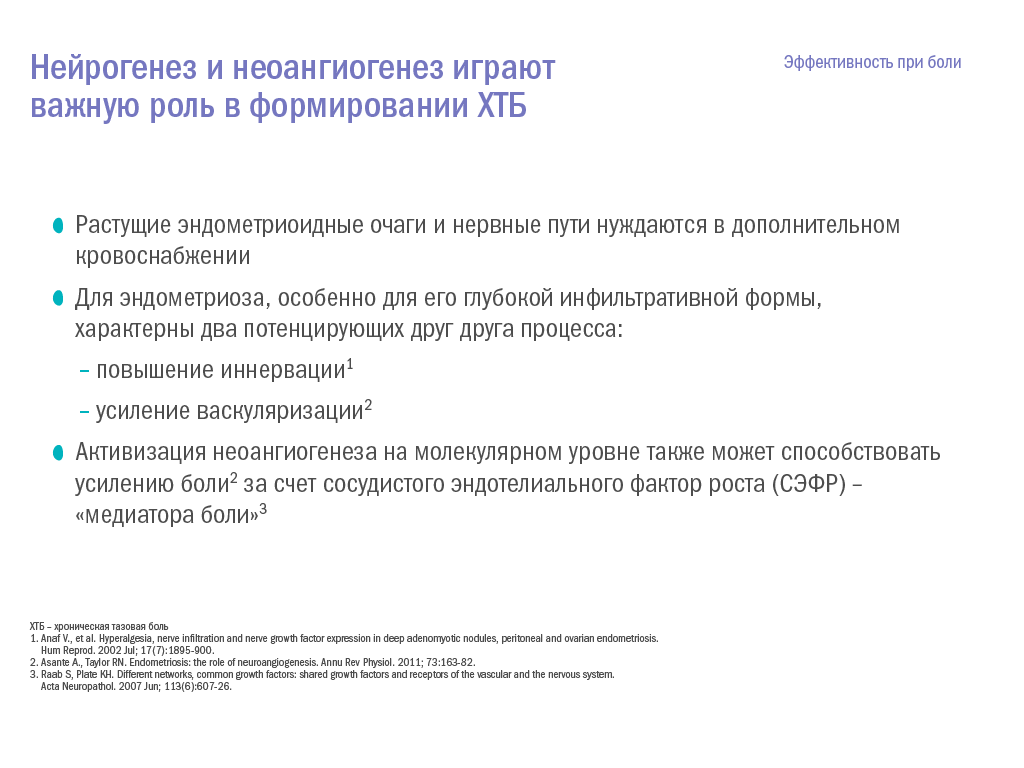 Нейрогенез и неоангиогенез играют
важную роль в формировании ХТБ
Эффективность при боли
Растущие эндометриоидные очаги и нервные пути нуждаются в дополнительном
кровоснабжении
Для эндометриоза, особенно для его глубокой инфильтративной формы,
характерны два потенцирующих друг друга процесса:
– повышение иннервации¹
– усиление васкуляризации²
Активизация неоангиогенеза на молекулярном уровне также может способствовать
усилению боли² за счет сосудистого эндотелиального фактор роста (СЭФР) –
«медиатора боли»³
ХТБ – хроническая тазовая боль
1. Anaf V., et al. Hyperalgesia, nerve infiltration and nerve growth factor expression in deep adenomyotic nodules, peritoneal and ovarian endometriosis.
Hum Reprod. 2002 Jul; 17(7):1895-900.
2. Asante A., Taylor RN. Endometriosis: the role of neuroangiogenesis. Annu Rev Physiol. 2011; 73:163-82.
3. Raab S, Plate KH. Different networks, common growth factors: shared growth factors and receptors of the vascular and the nervous system.
Acta Neuropathol. 2007 Jun; 113(6):607-26.